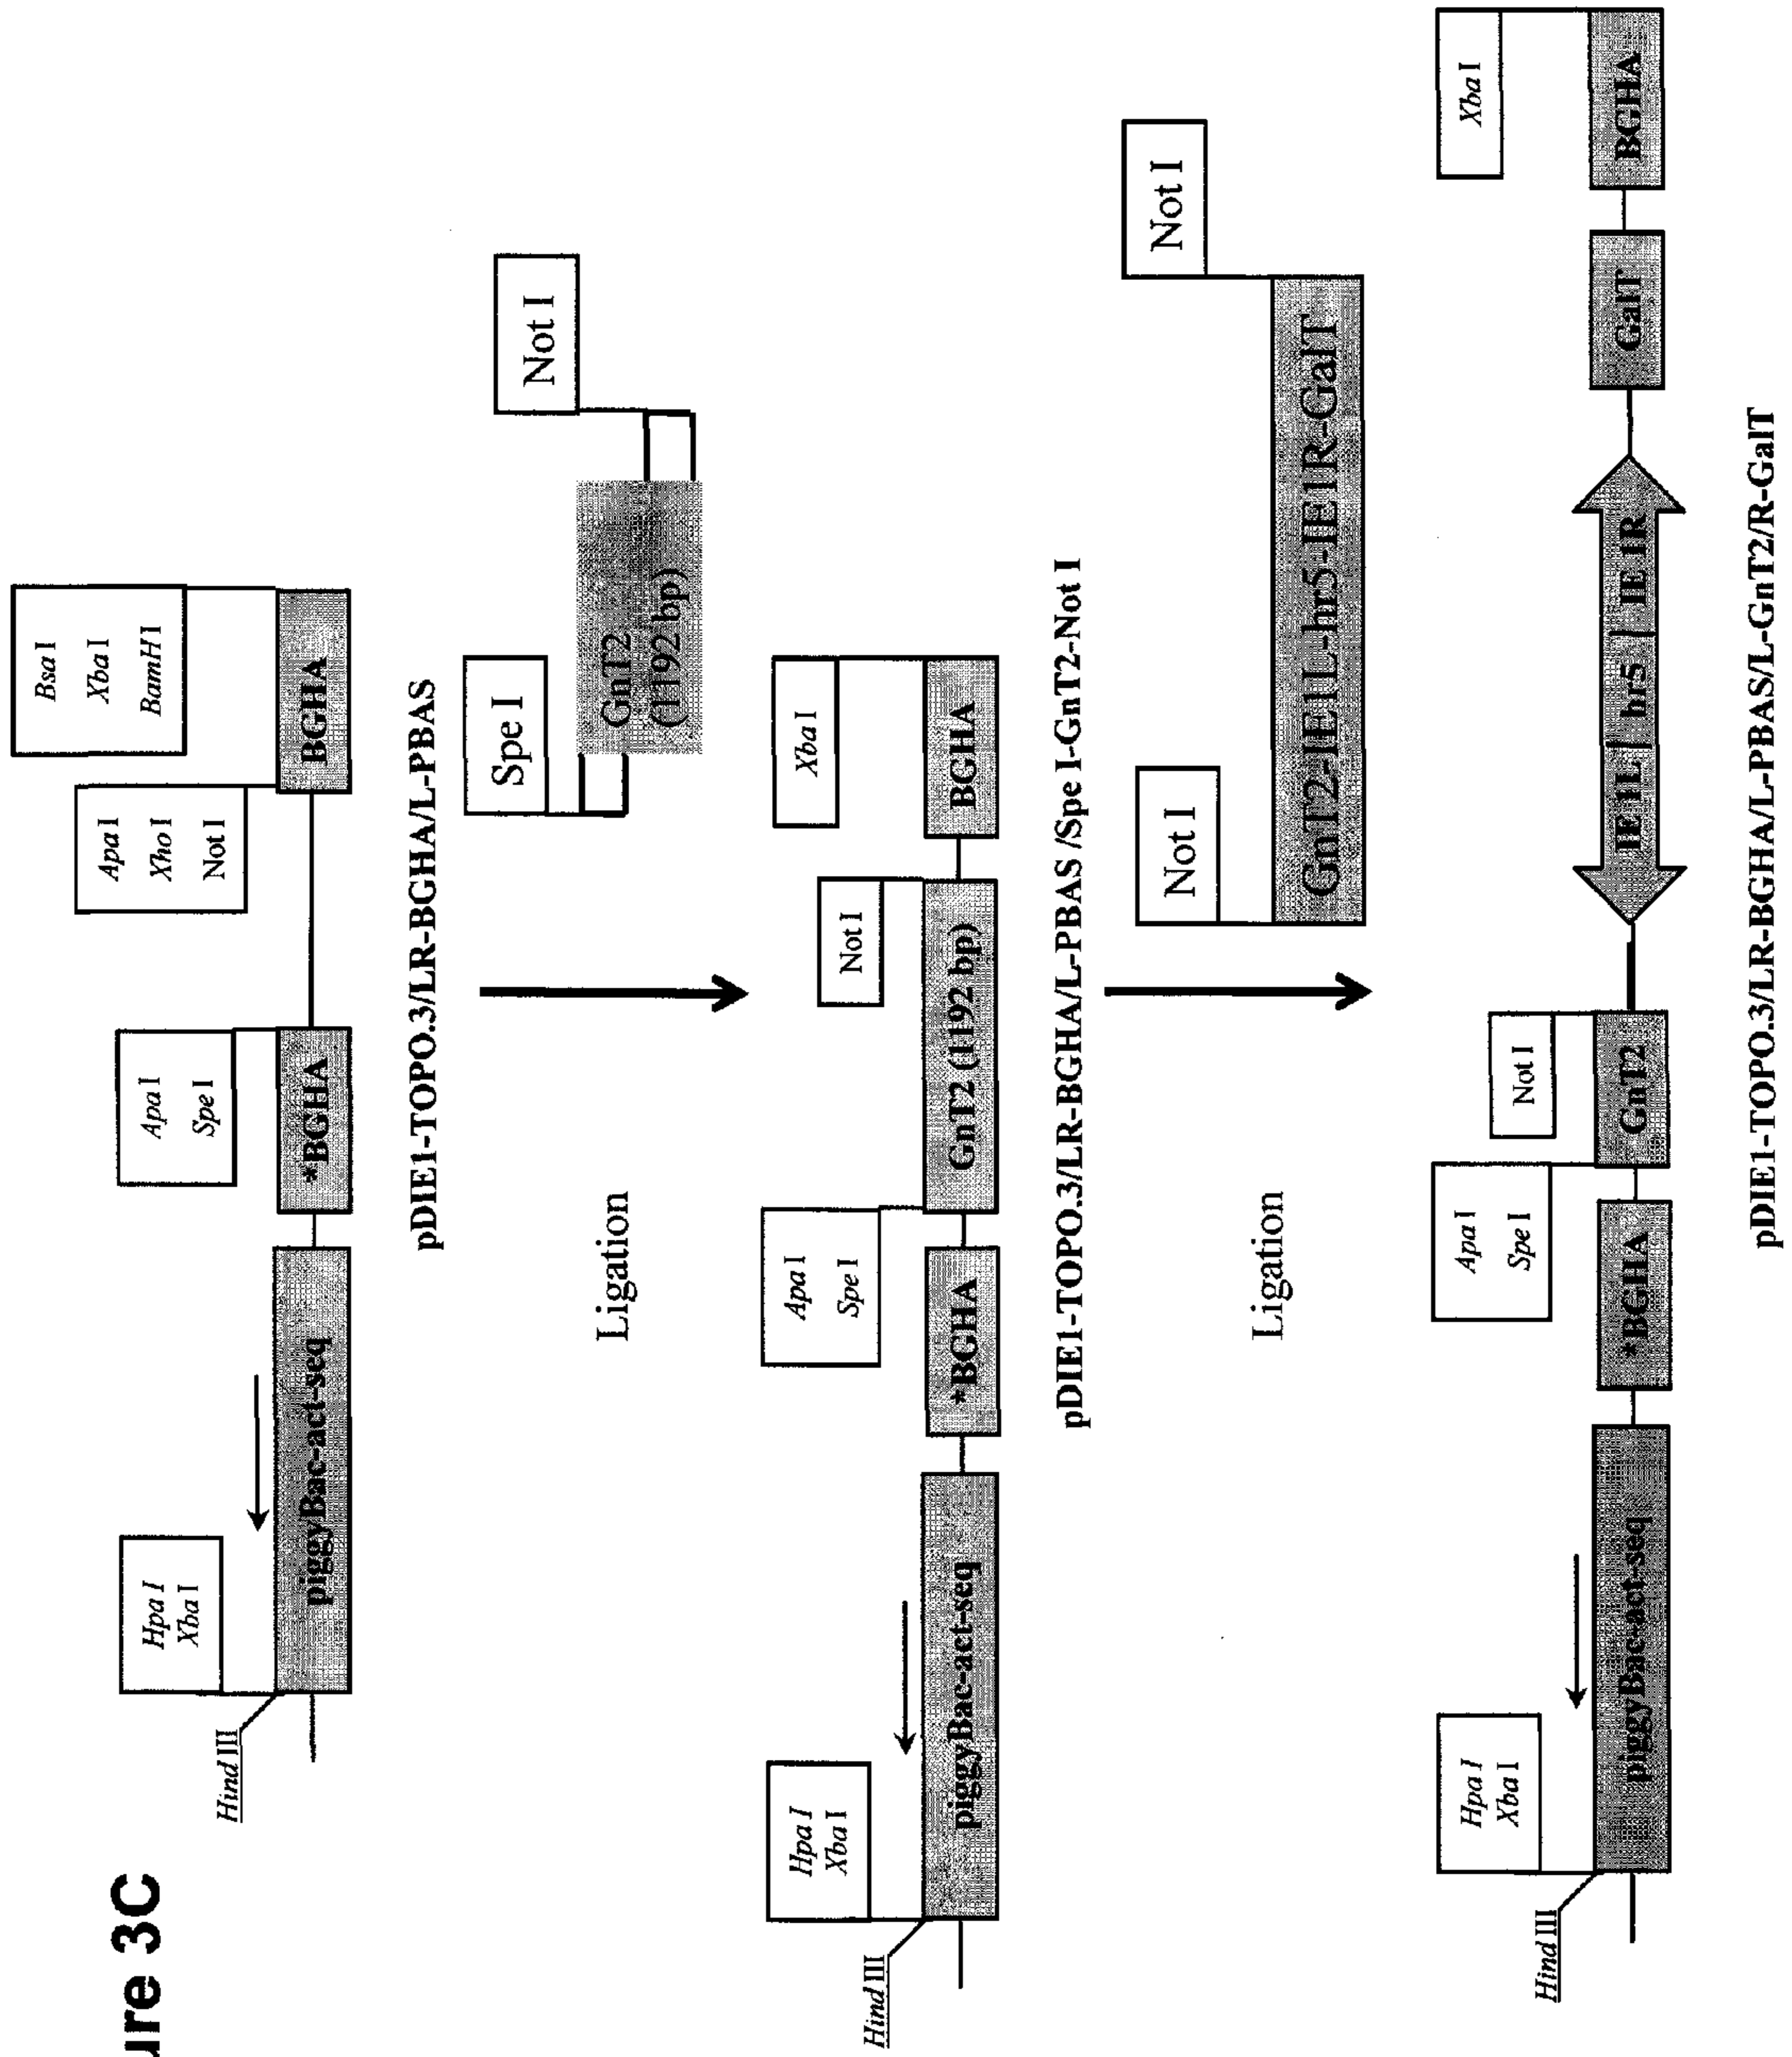 ure 3C
Hind III
Hpa I
Xba I
piggyBac-act-seq
Apa I
Spe I
*BGHA
Apa I
Xho I
Not I
Bsa I
Xba I
BamH I
BGHA
pDIE1-TOPO.3/LR-BGHA/L-PBAS
Ligation
Spe I
GnT2
(1192 bp)
Not I
Hind III
Hpa I
Xba I
piggyBac-act-seq
Apa I
Spe I
*BGHA
Not I
GnT2 (1192 bp)
Xba I
BGHA
pDIE1-TOPO.3/LR-BGHA/L-PBAS /Spe I-GnT2-Not I
Ligation
Not I
Not I
GnT2-IE1L-hr5-IE1R-GalT
Hind III
Hpa I
Xba I
piggyBac-act-seq
Apa I
Spe I
*BGHA
Not I
GnT2
IE1L| hr5 | IE 1R
GalT
Xba I
BGHA
pDIE1-TOPO.3/LR-BGHA/L-PBAS/L-GnT2/R-GalT